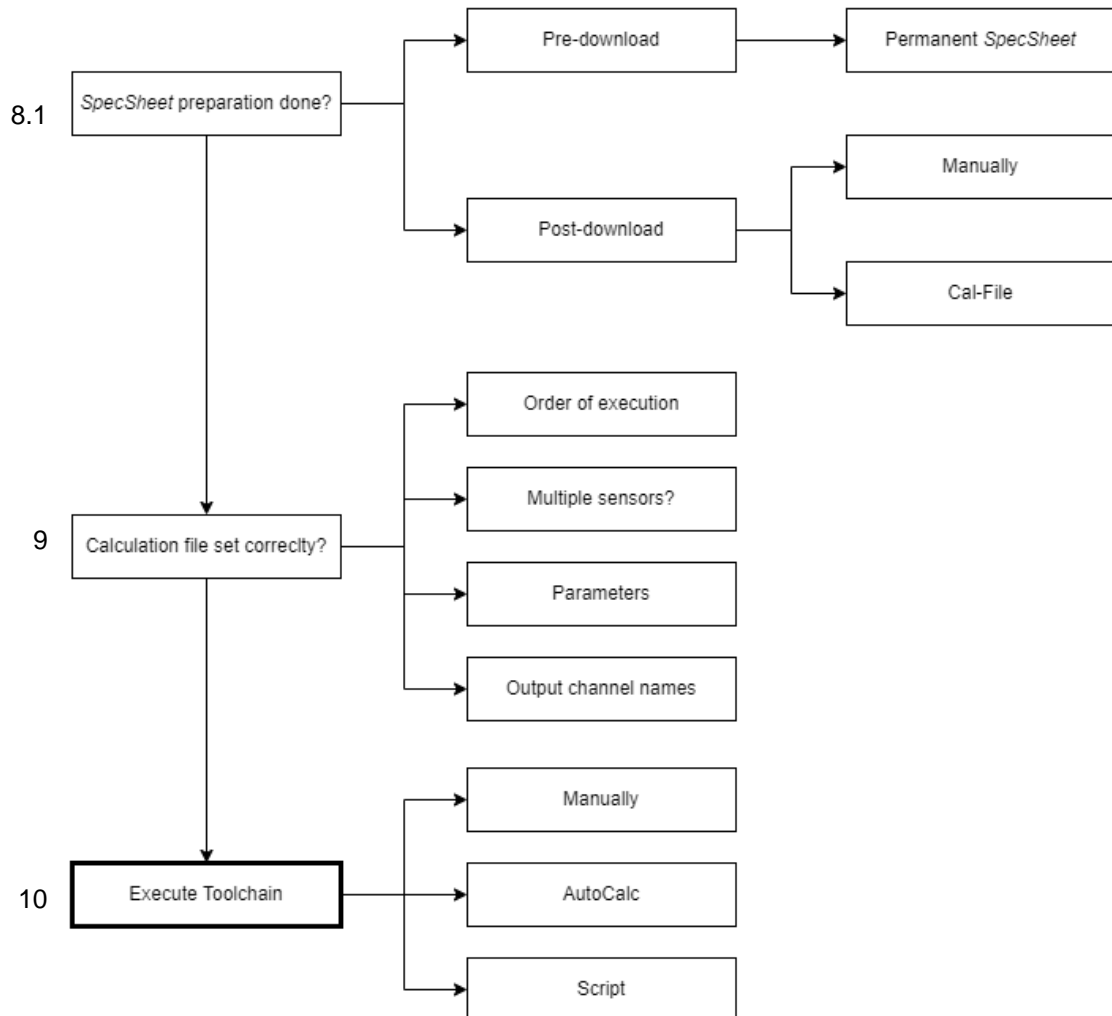 Pre-download
Permanent SpecSheet
8.1
SpecSheet preparation done?
Manually
Post-download
Cal-File
Order of execution
Multiple sensors?
9
Calculation file set correclty?
Parameters
Output channel names
Manually
10
Execute Toolchain
AutoCalc
Script